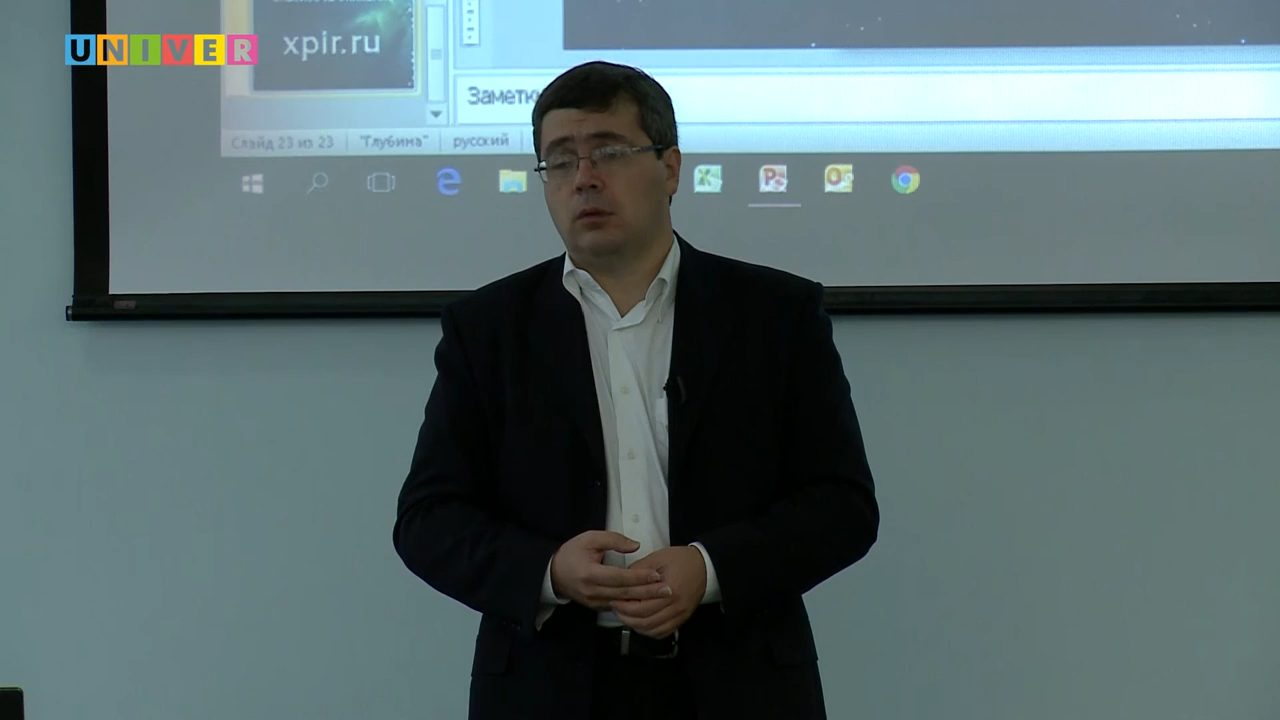 UNIVER
xpir.ru
Заметк
Слайд 23 из 23
"Глубина"
русский